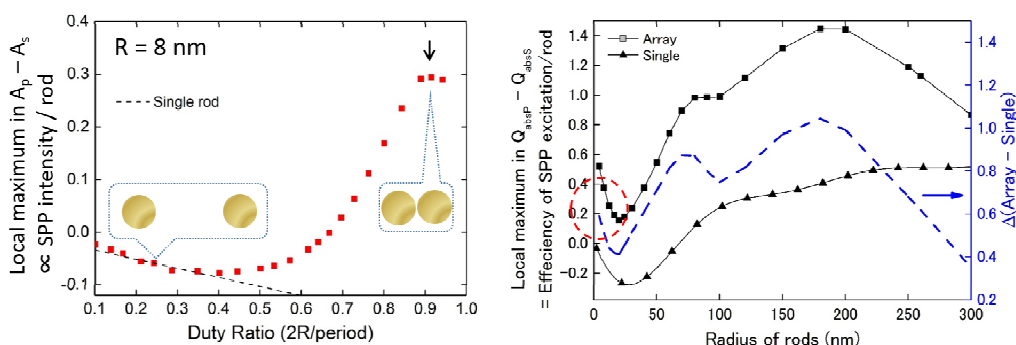 R = 8 nm
Single rod
Local maximum in Ap – As
∝ SPP intensity / rod
0.4
0.3
0.2
0.1
0.0
-0.1
0.1 0.2 0.3 0.4 0.5 0.6 0.7 0.8 0.9 1.0
Duty Ratio (2R/period)
Array
Single
Local maximum in QabsP – QabsS
= Effeciency of SPP excitation/rod
1.4
1.2
1.0
0.8
0.6
0.4
0.2
0.0
-0.2
0 50 100 150 200 250 300
Radius of rods (nm)
1.4
1.2
1.0
0.8
0.6
0.4
0.2
Δ(Array – Single)